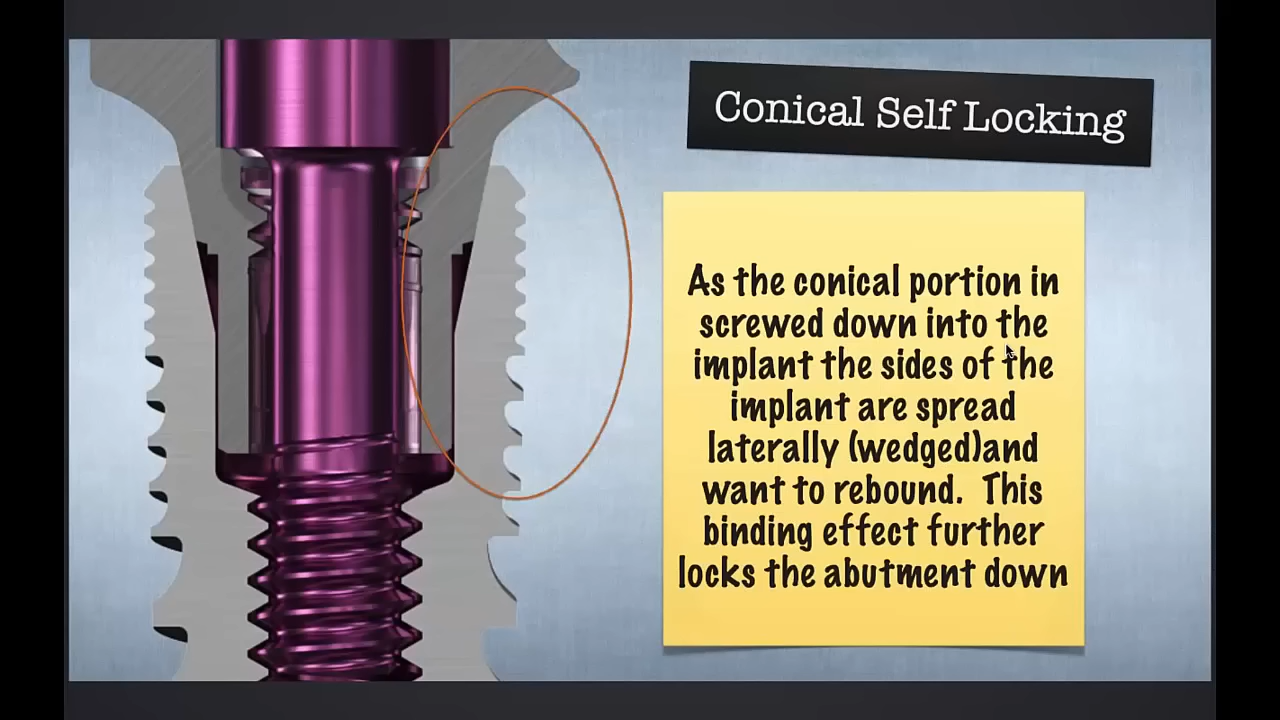 Conical Self Locking
As the conical portion in
screwed down into the
implant the sides of the
implant are spread
laterally (wedged)and
want to rebound.  This
binding effect further
locks the abutment down